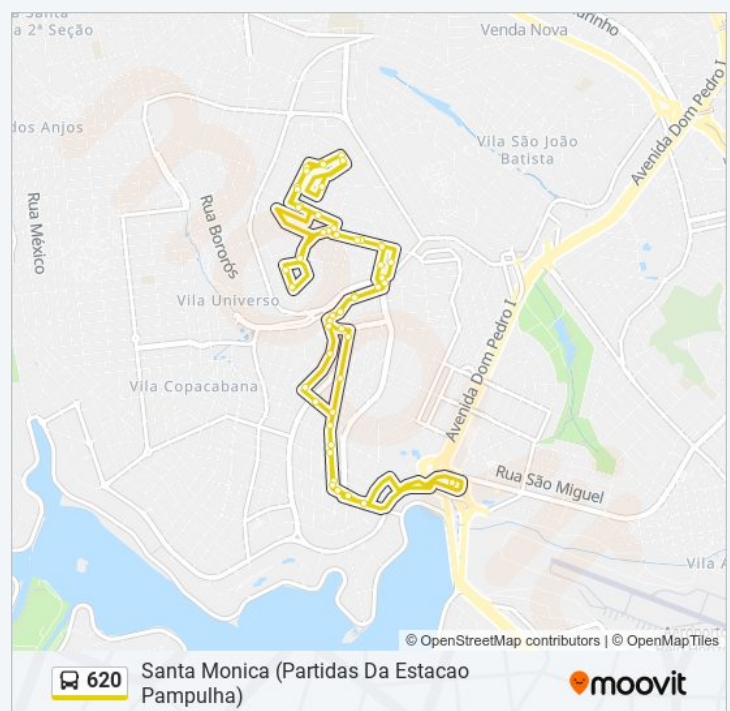 a Santa
a 2ª Seção
Venda Nova
dos Anjos
Vila São João
Batista
Avenida Dom Pedro I
Rua México
Rua Bororós
Vila Universo
Vila Copacabana
Avenida Dom Pedro I
Rua São Miguel
Vila A
© OpenStreetMap contributors | © OpenMapTiles
620
Santa Monica (Partidas Da Estacao
Pampulha)
moovit